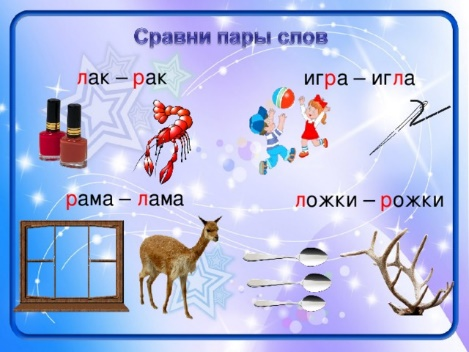 Сравни пары слов
лак – рак
игра – игла
рама – лама
ложки – рожки